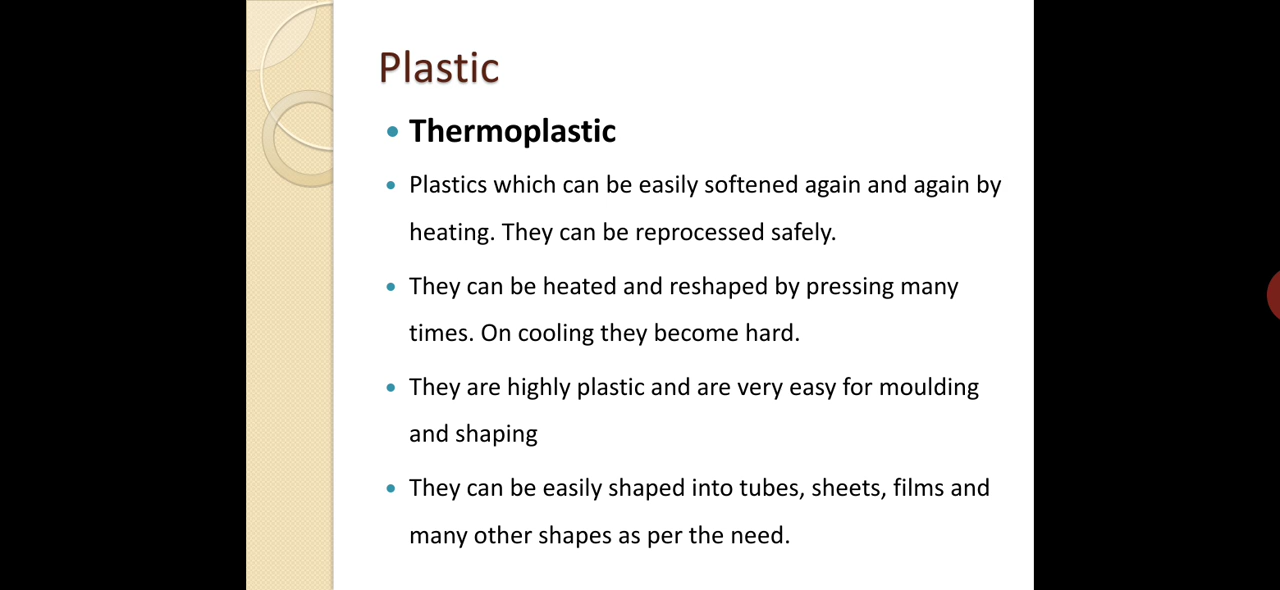 Plastic
Thermoplastic
Plastics which can be easily softened again and again by
heating. They can be reprocessed safely.
They can be heated and reshaped by pressing many
times. On cooling they become hard.
They are highly plastic and are very easy for moulding
and shaping
They can be easily shaped into tubes, sheets, films and
many other shapes as per the need.